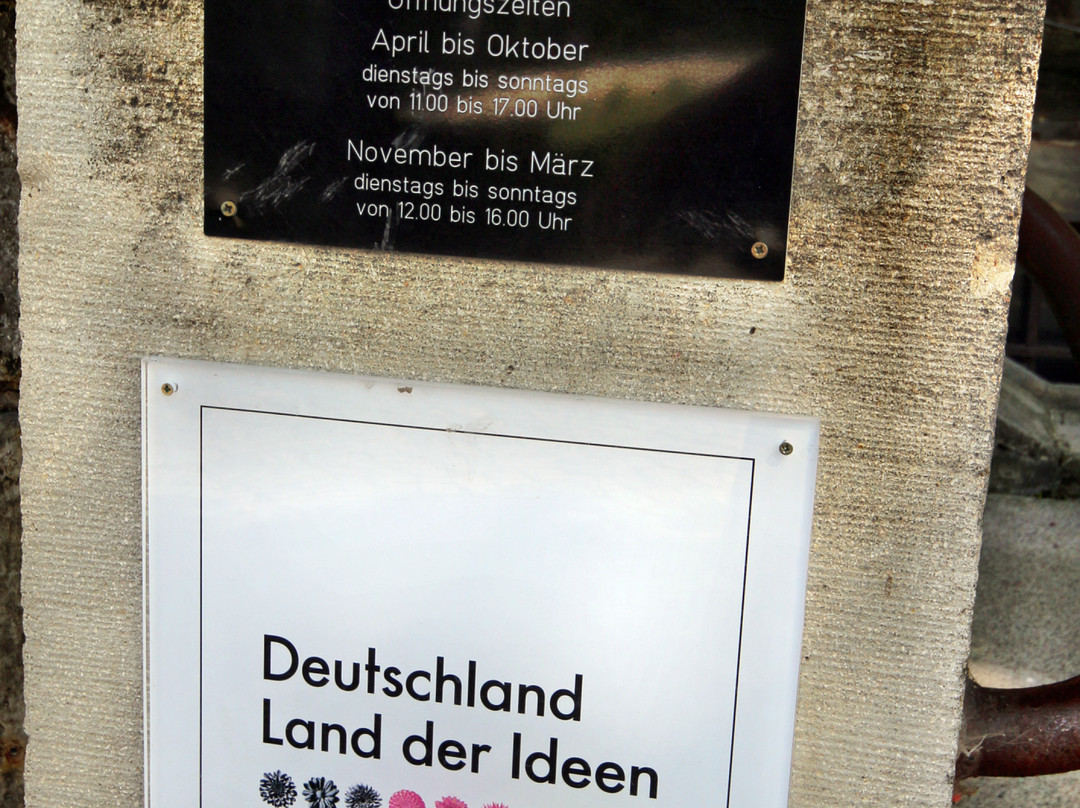 Öffnungszeiten
April bis Oktober
dienstags bis sonntags
von 11.00 bis 17.00 Uhr
November bis März
dienstags bis sonntags
von 12.00 bis 16.00 Uhr
Deutschland
Land der Ideen